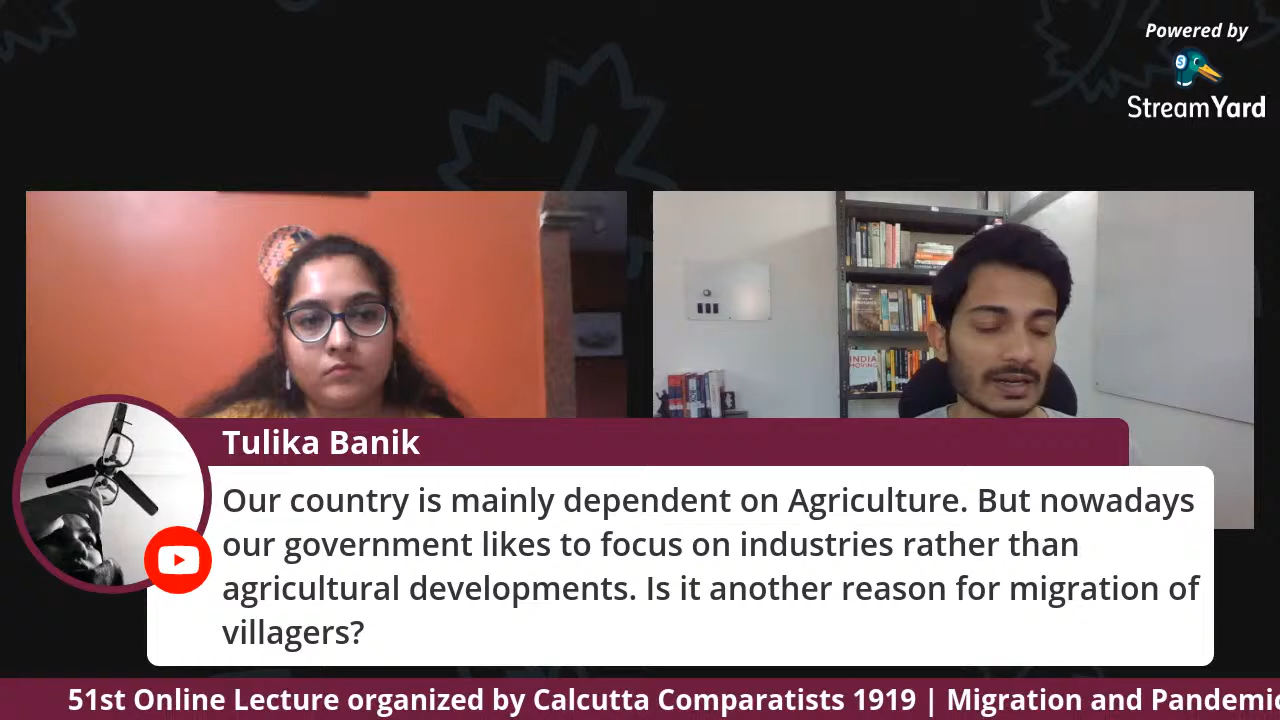 Powered by
StreamYard
INDIA
MOVING
Tulika Banik
Our country is mainly dependent on Agriculture. But nowadays
our government likes to focus on industries rather than
agricultural developments. Is it another reason for migration of
villagers?
51st Online Lecture organized by Calcutta Comparatists 1919 | Migration and Pandemic